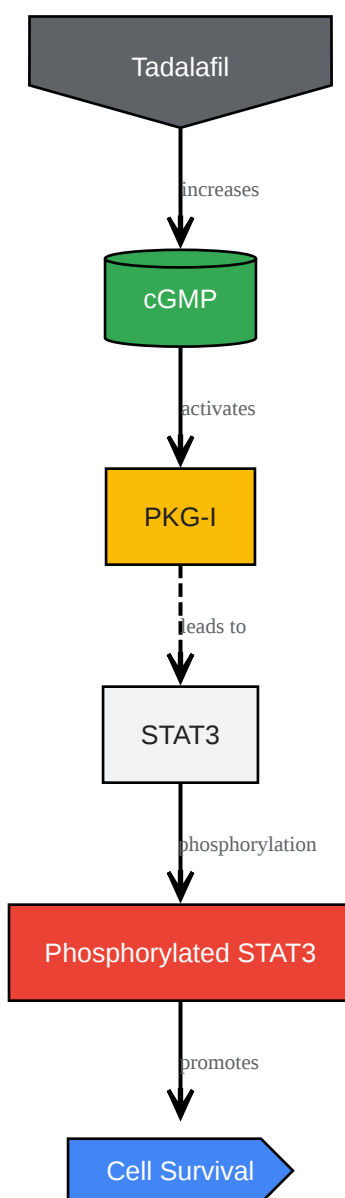 Tadalafil
increases
cGMP
activates
PKG-I
leads to
STAT3
phosphorylation
Phosphorylated STAT3
promotes
Cell Survival